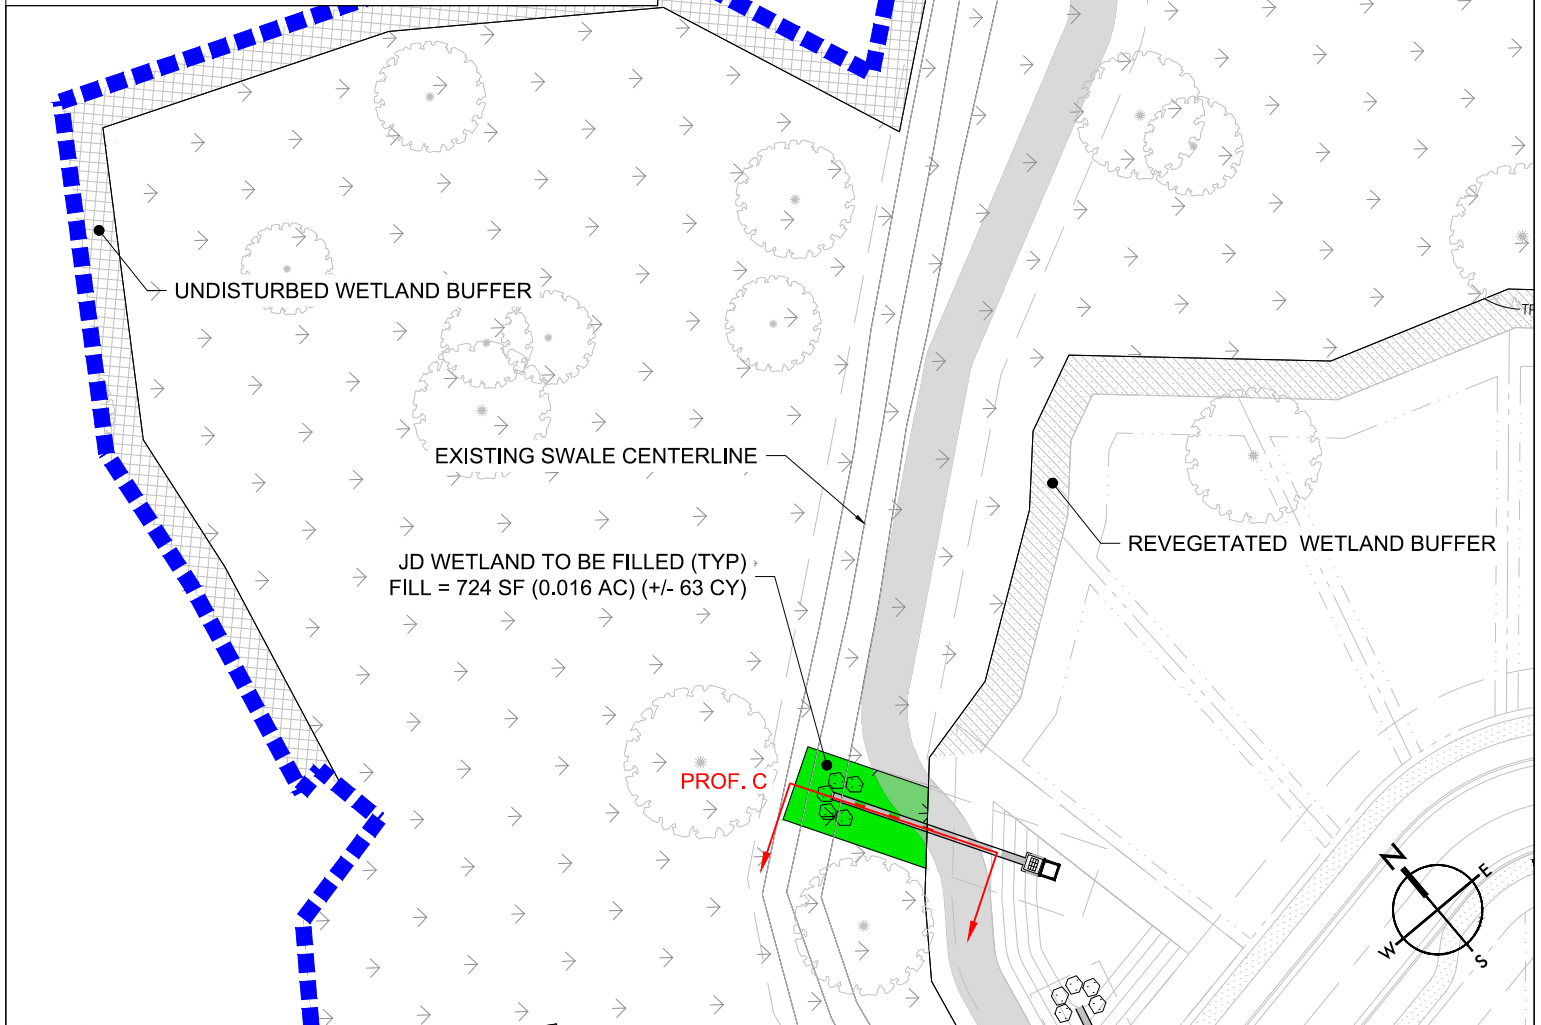 UNDISTURBED WETLAND BUFFER
EXISTING SWALE CENTERLINE
JD WETLAND TO BE FILLED (TYP)
FILL = 724 SF (0.016 AC) (+/- 63 CY)
REVEGETATED WETLAND BUFFER
PROF. C
N
E
W
S